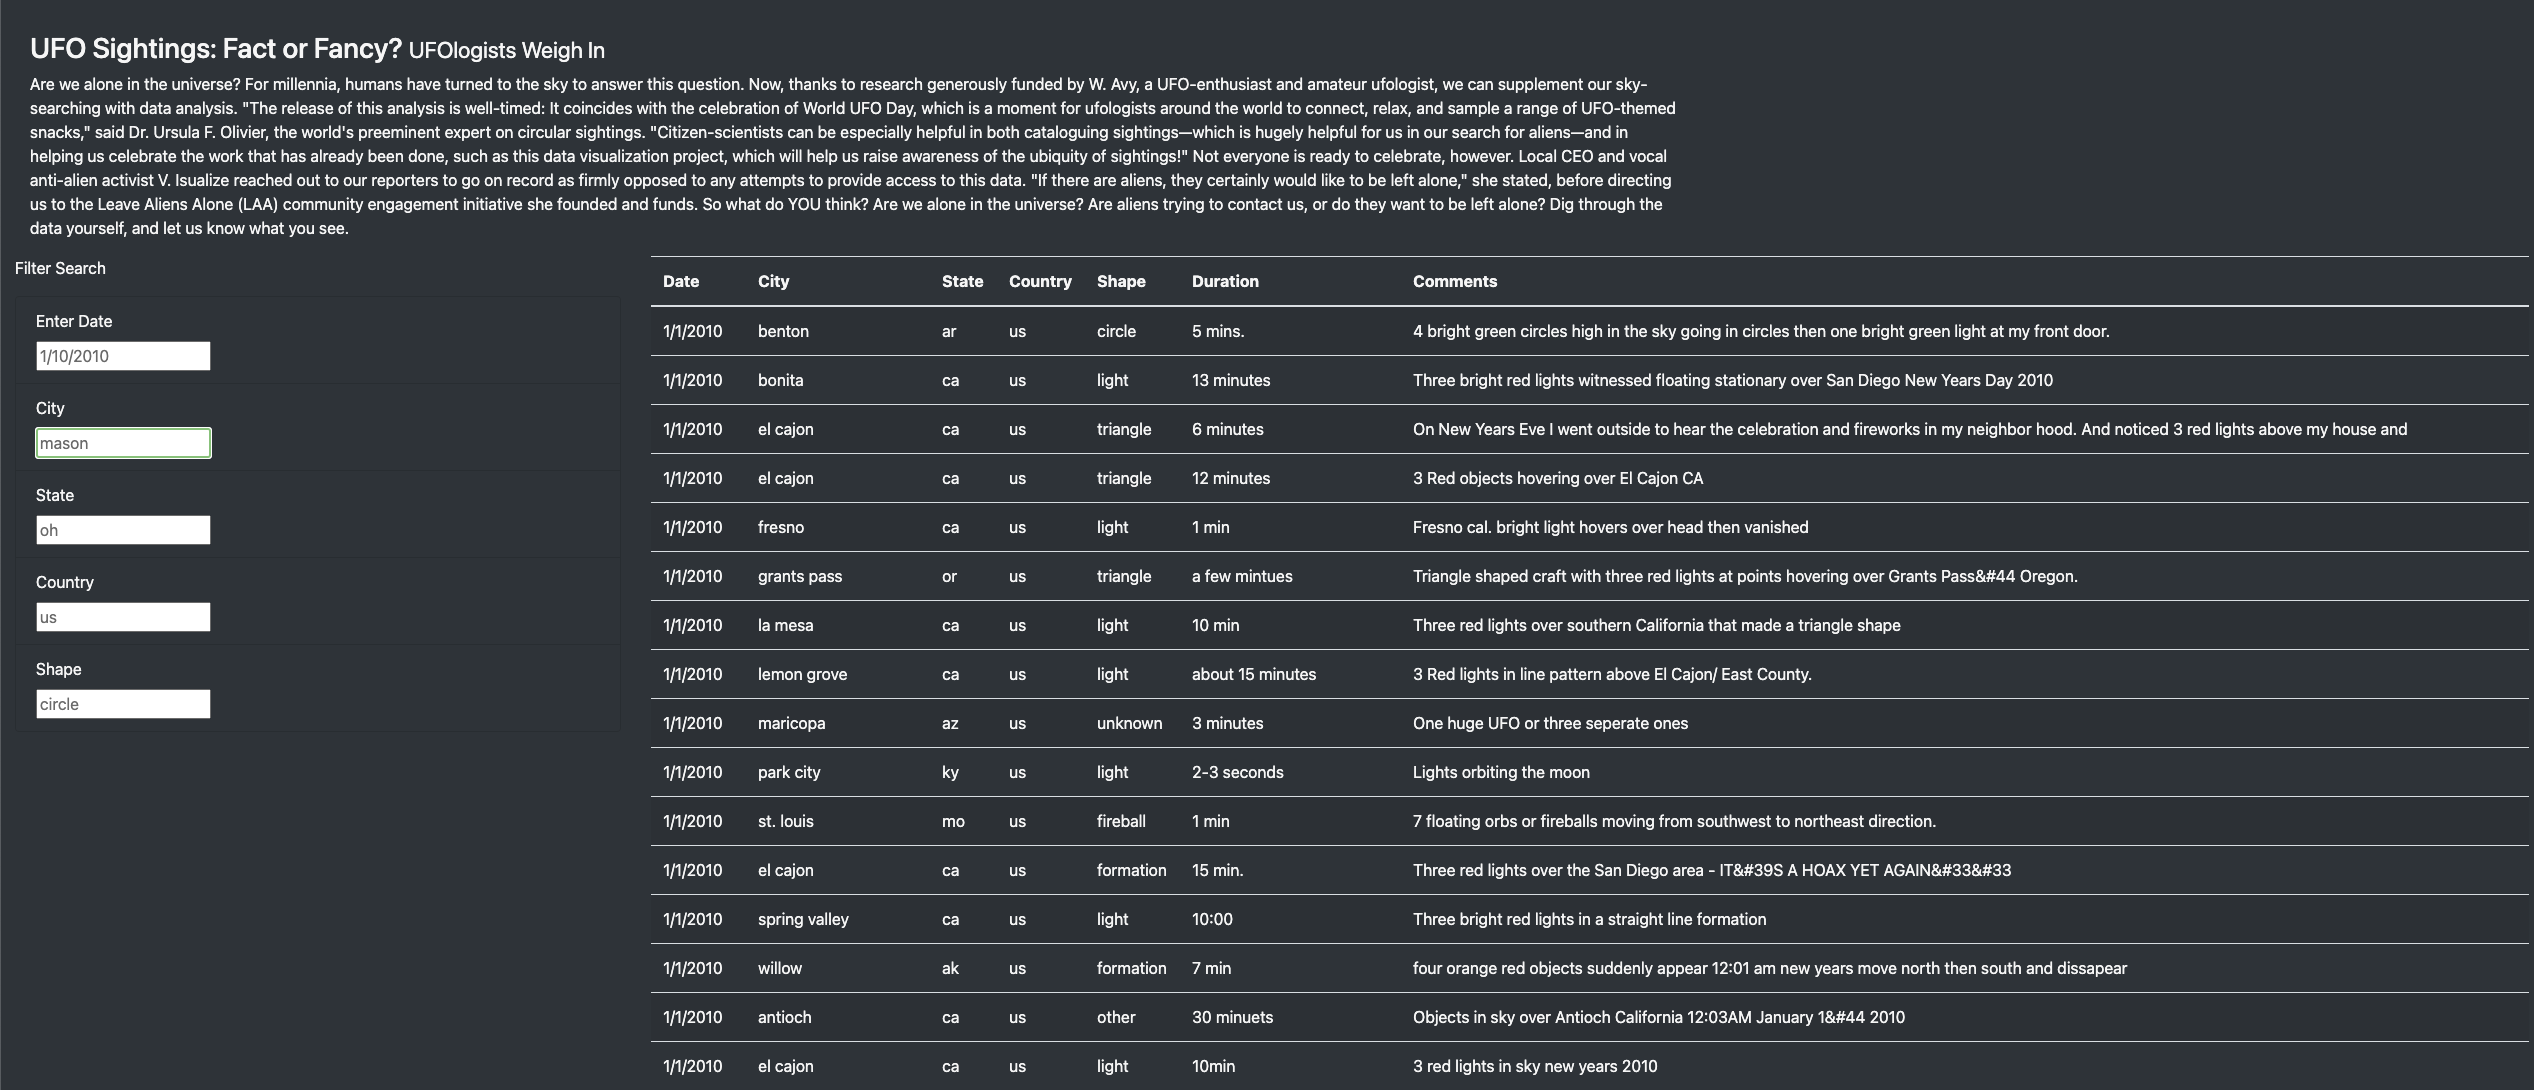 UFO Sightings: Fact or Fancy? UFOlogists Weigh In
Are we alone in the universe? For millennia, humans have turned to the sky to answer this question. Now, thanks to research generously funded by W. Avy, a UFO-enthusiast and amateur ufologist, we can supplement our sky-
searching with data analysis. "The release of this analysis is well-timed: It coincides with the celebration of World UFO Day, which is a moment for ufologists around the world to connect, relax, and sample a range of UFO-themed
snacks," said Dr. Ursula F. Olivier, the world's preeminent expert on circular sightings. "Citizen-scientists can be especially helpful in both cataloguing sightings—which is hugely helpful for us in our search for aliens—and in
helping us celebrate the work that has already been done, such as this data visualization project, which will help us raise awareness of the ubiquity of sightings!" Not everyone is ready to celebrate, however. Local CEO and vocal
anti-alien activist V. Isualize reached out to our reporters to go on record as firmly opposed to any attempts to provide access to this data. "If there are aliens, they certainly would like to be left alone," she stated, before directing
us to the Leave Aliens Alone (LAA) community engagement initiative she founded and funds. So what do YOU think? Are we alone in the universe? Are aliens trying to contact us, or do they want to be left alone? Dig through the
data yourself, and let us know what you see.
Filter Search
Enter Date
1/10/2010
City
mason
State
oh
Country
us
Shape
circle
Date City State Country Shape Duration Comments
1/1/2010 benton ar us circle 5 mins. 4 bright green circles high in the sky going in circles then one bright green light at my front door.
1/1/2010 bonita ca us light 13 minutes Three bright red lights witnessed floating stationary over San Diego New Years Day 2010
1/1/2010 el cajon ca us triangle 6 minutes On New Years Eve I went outside to hear the celebration and fireworks in my neighbor hood. And noticed 3 red lights above my house and
1/1/2010 el cajon ca us triangle 12 minutes 3 Red objects hovering over El Cajon CA
1/1/2010 fresno ca us light 1 min Fresno cal. bright light hovers over head then vanished
1/1/2010 grants pass or us triangle a few mintues Triangle shaped craft with three red lights at points hovering over Grants Pass&#44 Oregon.
1/1/2010 la mesa ca us light 10 min Three red lights over southern California that made a triangle shape
1/1/2010 lemon grove ca us light about 15 minutes 3 Red lights in line pattern above El Cajon/ East County.
1/1/2010 maricopa az us unknown 3 minutes One huge UFO or three seperate ones
1/1/2010 park city ky us light 2-3 seconds Lights orbiting the moon
1/1/2010 st. louis mo us fireball 1 min 7 floating orbs or fireballs moving from southwest to northeast direction.
1/1/2010 el cajon ca us formation 15 min. Three red lights over the San Diego area - IT&#39S A HOAX YET AGAIN&#33&#33
1/1/2010 spring valley ca us light 10:00 Three bright red lights in a straight line formation
1/1/2010 willow ak us formation 7 min four orange red objects suddenly appear 12:01 am new years move north then south and dissapear
1/1/2010 antioch ca us other 30 minuets Objects in sky over Antioch California 12:03AM January 1&#44 2010
1/1/2010 el cajon ca us light 10min 3 red lights in sky new years 2010